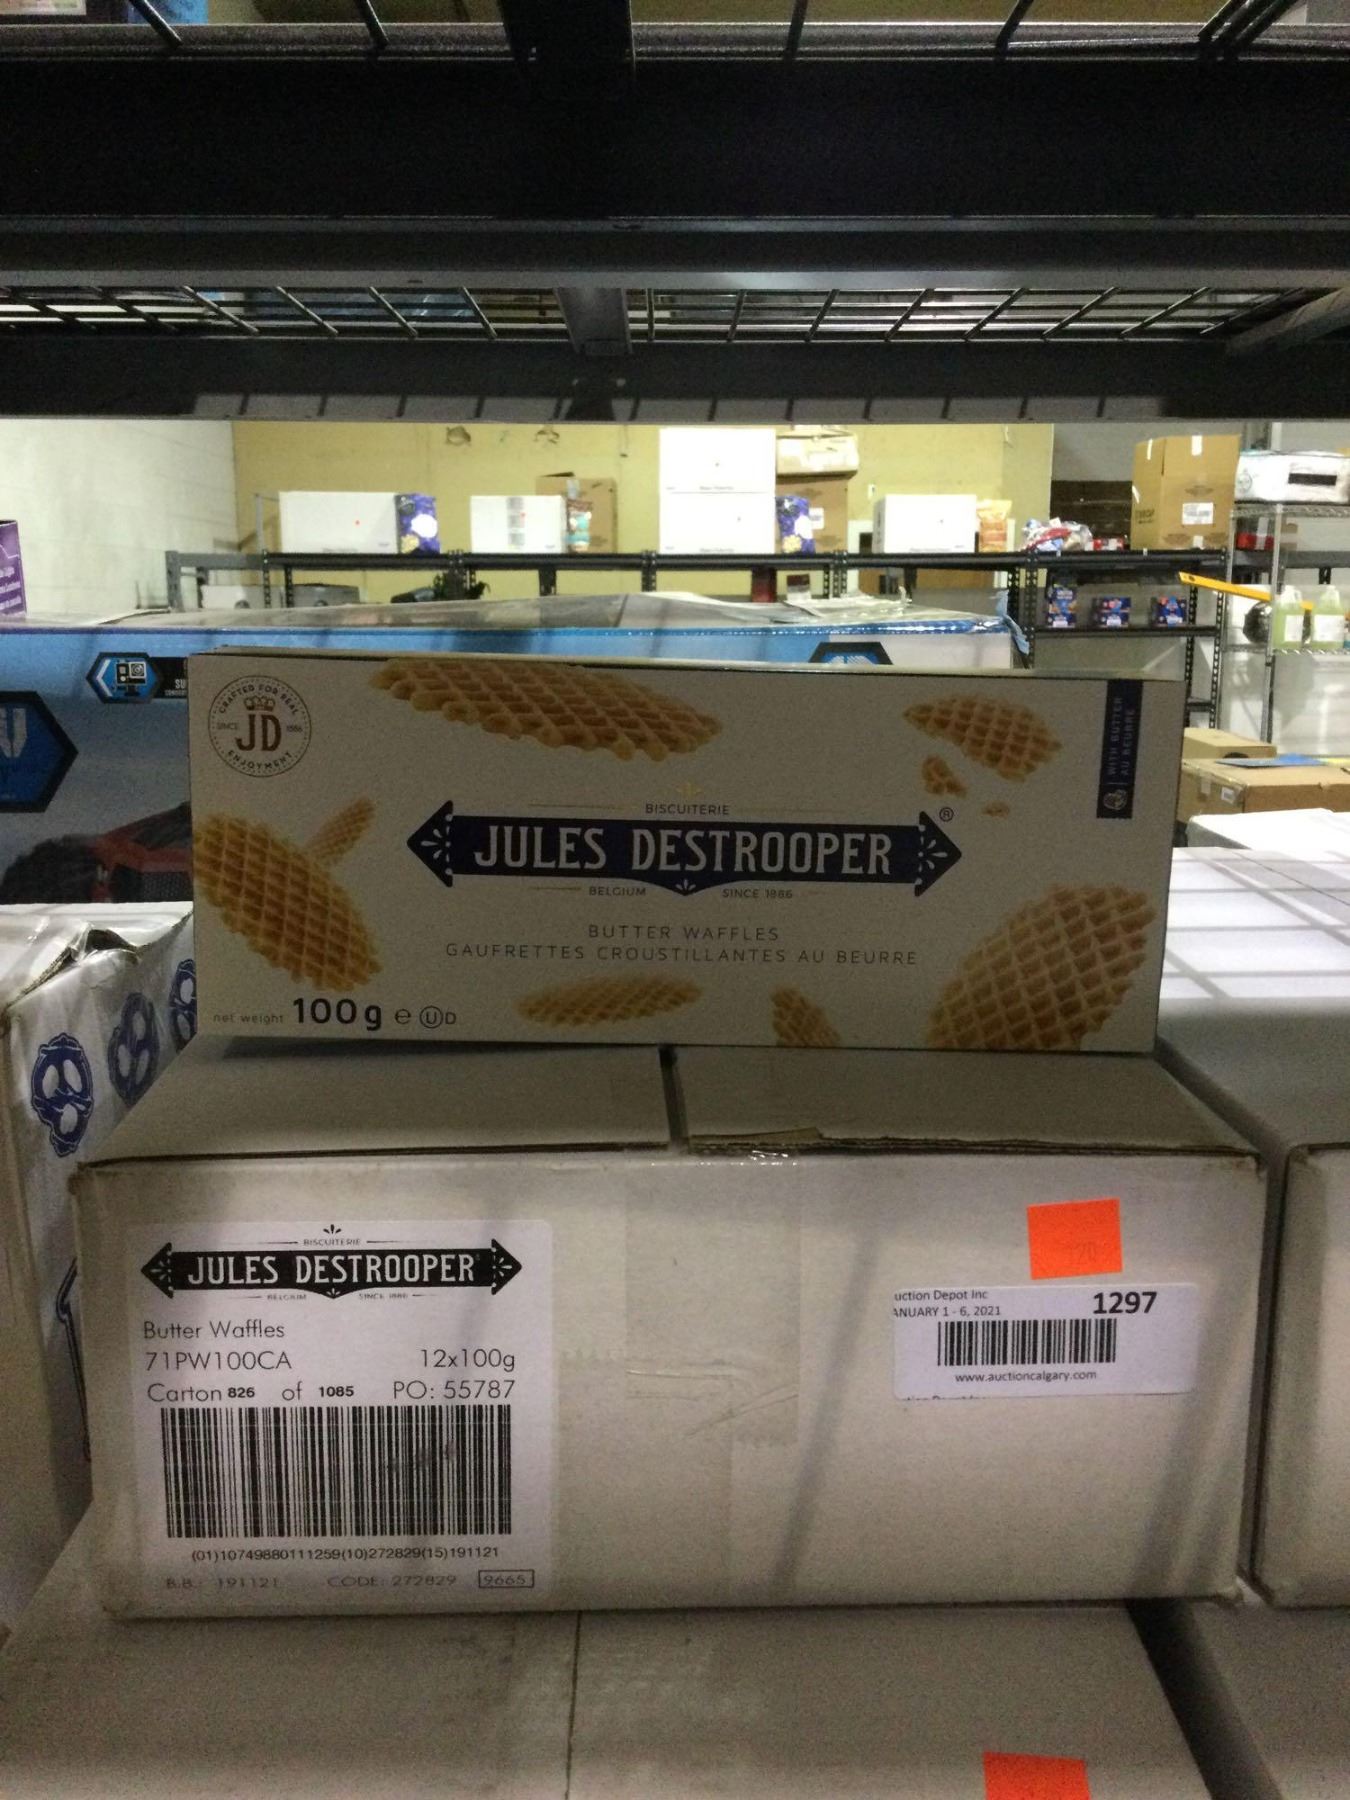 CRAFTED FOR REAL
SINCE JD 1886
ENJOYMENT
WITH BUTTER
AU BEURRE
BISCUITERIE
JULES DESTROOPER®
BELGIUM SINCE 1886
BUTTER WAFFLES
GAUFRETTES CROUSTILLANTES AU BEURRE
net weight 100 g e UD
BISCUITERIE
JULES DESTROOPER
BELGIUM SINCE 1886
Butter Waffles
71PW100CA 12x100g
Carton 826 of 1085 PO: 55787
(01)10749880111259(10)272829(15)191121
B.B.: 191121 CODE: 272829 9665
uction Depot Inc
ANUARY 1 - 6, 2021 1297
www.auctioncalgary.com